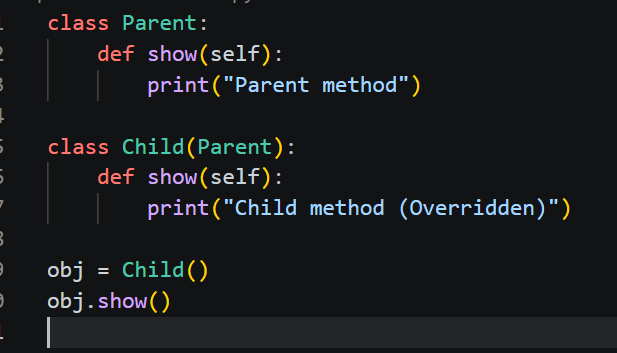 class Parent:
    def show(self):
        print("Parent method")

class Child(Parent):
    def show(self):
        print("Child method (Overridden)")

obj = Child()
obj.show()